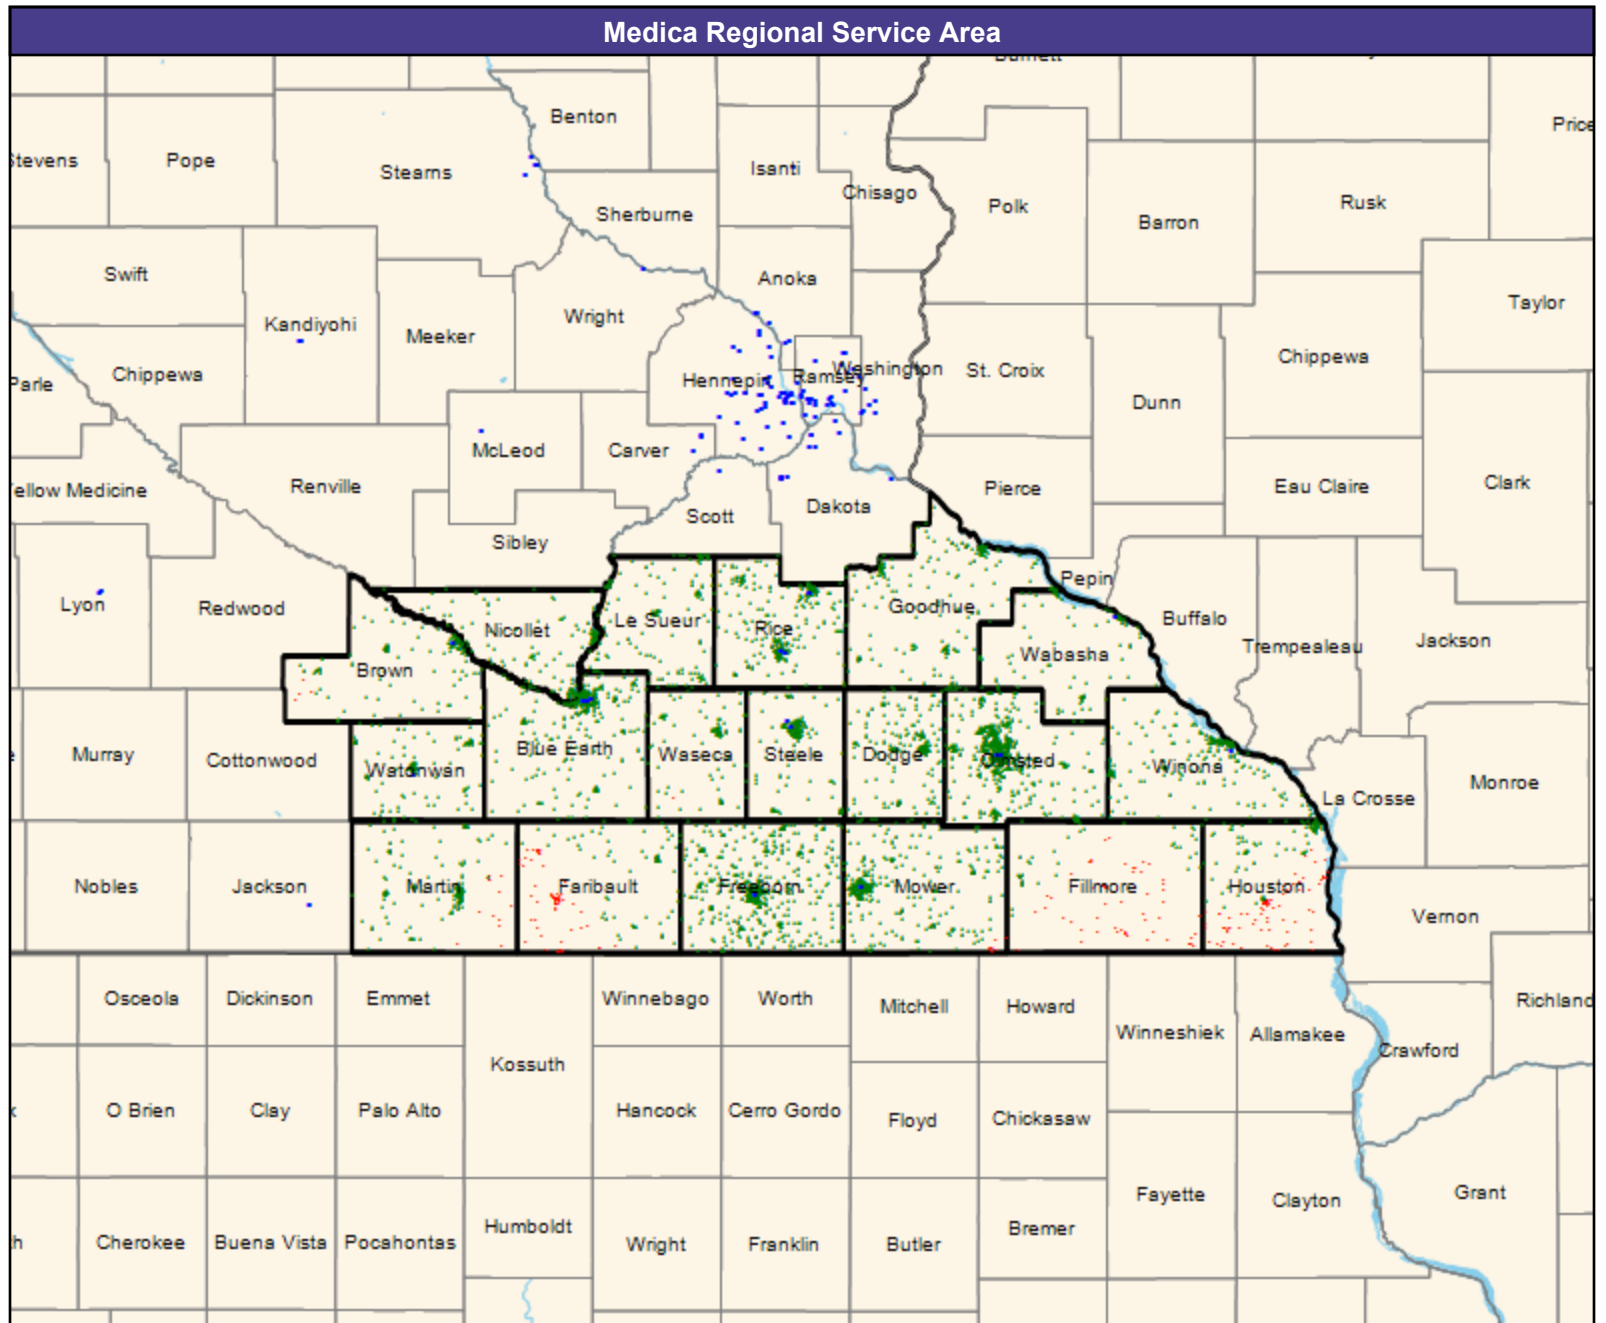 Medica Regional Service Area
Benton
Price
Stevens
Pope
Stearns
Isanti
Chisago
Polk
Barron
Rusk
Sherburne
Swift
Anoka
Taylor
Kandiyohi
Wright
Meeker
Chippewa
Chippewa
Parle
Hennepin
Ramsey
Washington
St. Croix
Dunn
McLeod
Carver
Yellow Medicine
Renville
Pierce
Eau Claire
Clark
Scott
Dakota
Sibley
Pepin
Lyon
Redwood
Nicollet
Le Sueur
Rice
Goodhue
Buffalo
Trempealeau
Jackson
Brown
Wabasha
Murray
Cottonwood
Watonwan
Blue Earth
Waseca
Steele
Dodge
Olmsted
Winona
La Crosse
Monroe
Nobles
Jackson
Martin
Faribault
Freeborn
Mower
Fillmore
Houston
Vernon
Osceola
Dickinson
Emmet
Winnebago
Worth
Mitchell
Howard
Richland
Winneshiek
Allamakee
Crawford
Kossuth
O Brien
Clay
Palo Alto
Hancock
Cerro Gordo
Floyd
Chickasaw
Fayette
Clayton
Grant
Humboldt
Bremer
Cherokee
Buena Vista
Pocahontas
Wright
Franklin
Butler